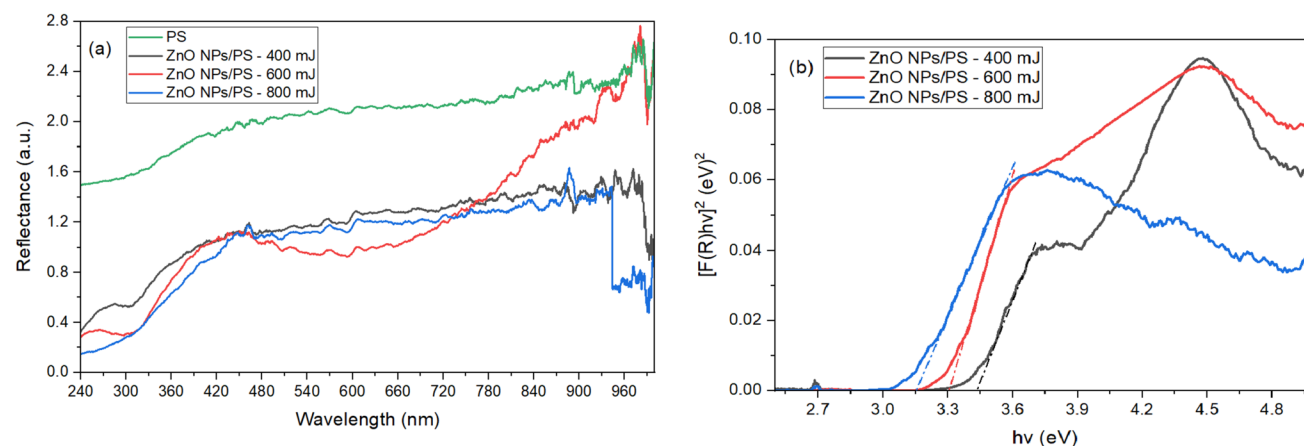 (a)
PS
ZnO NPs/PS - 400 mJ
ZnO NPs/PS - 600 mJ
ZnO NPs/PS - 800 mJ
Reflectance (a.u.)
2.8
2.4
2.0
1.6
1.2
0.8
0.4
0.0
240 300 360 420 480 540 600 660 720 780 840 900 960
Wavelength (nm)
(b)
ZnO NPs/PS - 400 mJ
ZnO NPs/PS - 600 mJ
ZnO NPs/PS - 800 mJ
[F(R)hν]² (eV)²
0.10
0.08
0.06
0.04
0.02
0.00
2.7 3.0 3.3 3.6 3.9 4.2 4.5 4.8
hν (eV)